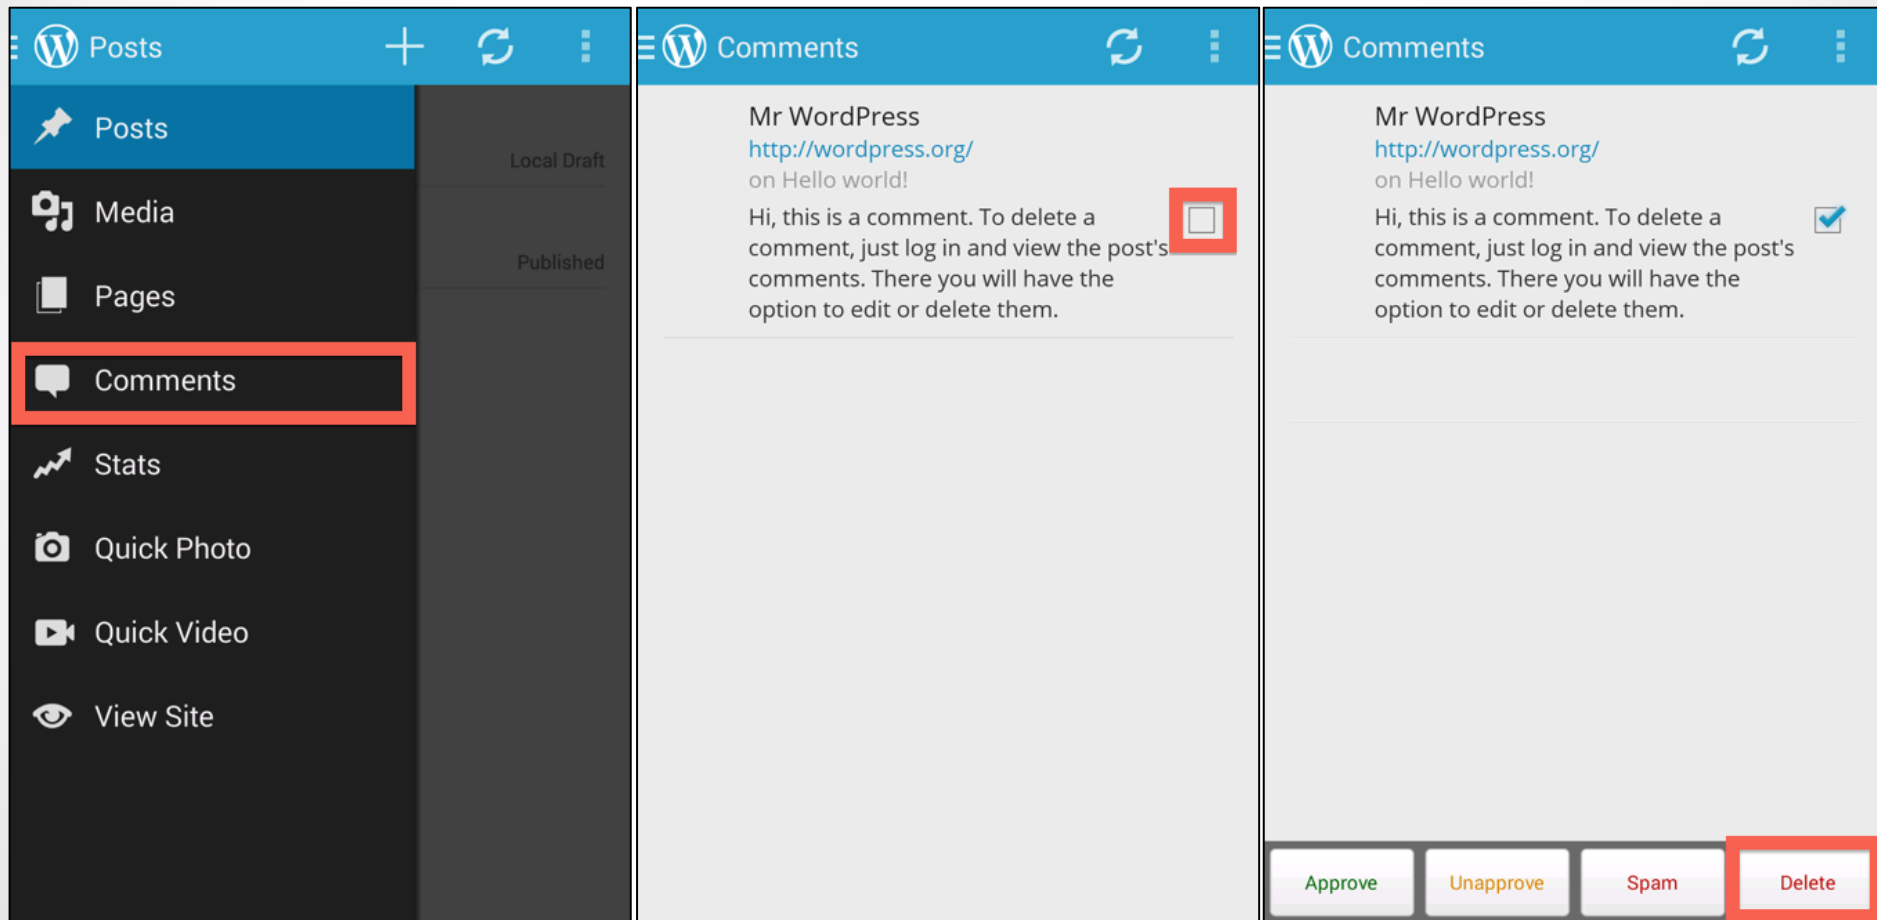 Posts
Posts
Media
Pages
Comments
Stats
Quick Photo
Quick Video
View Site
Local Draft
Published
Comments
Mr WordPress
http://wordpress.org/
on Hello world!
Hi, this is a comment. To delete a
comment, just log in and view the post's
comments. There you will have the
option to edit or delete them.
Comments
Mr WordPress
http://wordpress.org/
on Hello world!
Hi, this is a comment. To delete a
comment, just log in and view the post's
comments. There you will have the
option to edit or delete them.
Approve Unapprove Spam Delete